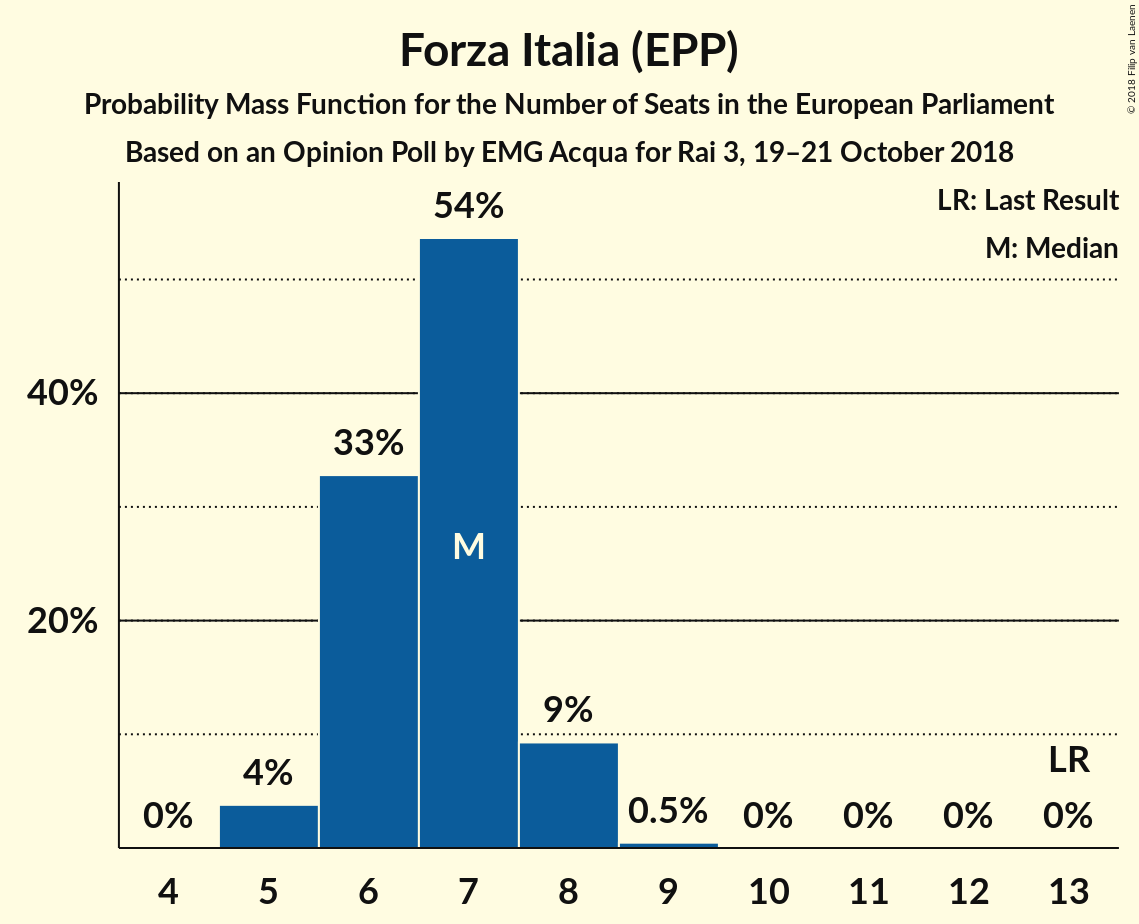 Forza Italia (EPP)
Probability Mass Function for the Number of Seats in the European Parliament
Based on an Opinion Poll by EMG Acqua for Rai 3, 19–21 October 2018
© 2018 Filip van Laenen
LR: Last Result
M: Median
54%
40%
33%
M
20%
9%
4%
LR
0%
0.5%
0%
0%
0%
0%
4 5 6 7 8 9 10 11 12 13